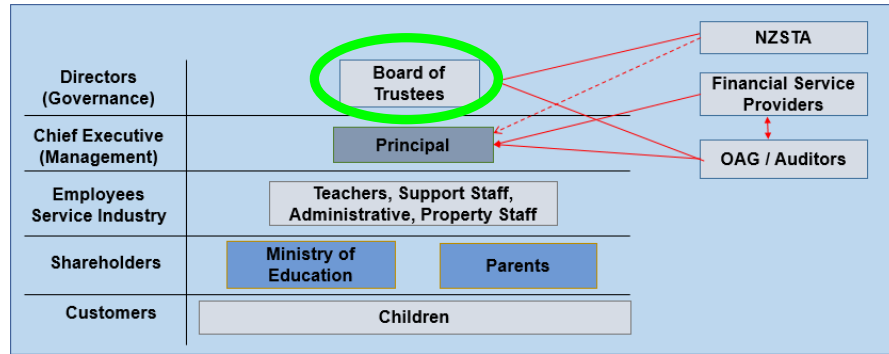 NZSTA
Directors
(Governance)
Board of
Trustees
Financial Service
Providers
Chief Executive
(Management)
Principal
OAG / Auditors
Employees
Service Industry
Teachers, Support Staff,
Administrative, Property Staff
Shareholders
Ministry of
Education
Parents
Customers
Children